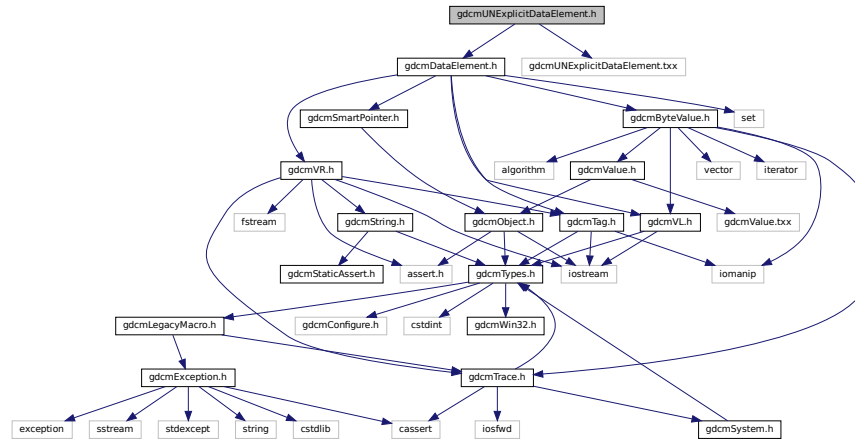 gdcmUNExplicitDataElement.h
gdcmDataElement.h
gdcmUNExplicitDataElement.txx
gdcmSmartPointer.h
gdcmByteValue.h
set
gdcmVR.h
algorithm
gdcmValue.h
vector
iterator
fstream
gdcmString.h
gdcmObject.h
gdcmTag.h
gdcmVL.h
gdcmValue.txx
gdcmStaticAssert.h
assert.h
gdcmTypes.h
iostream
iomanip
gdcmLegacyMacro.h
gdcmConfigure.h
cstdint
gdcmWin32.h
gdcmException.h
gdcmTrace.h
exception
sstream
stdexcept
string
cstdlib
cassert
iosfwd
gdcmSystem.h